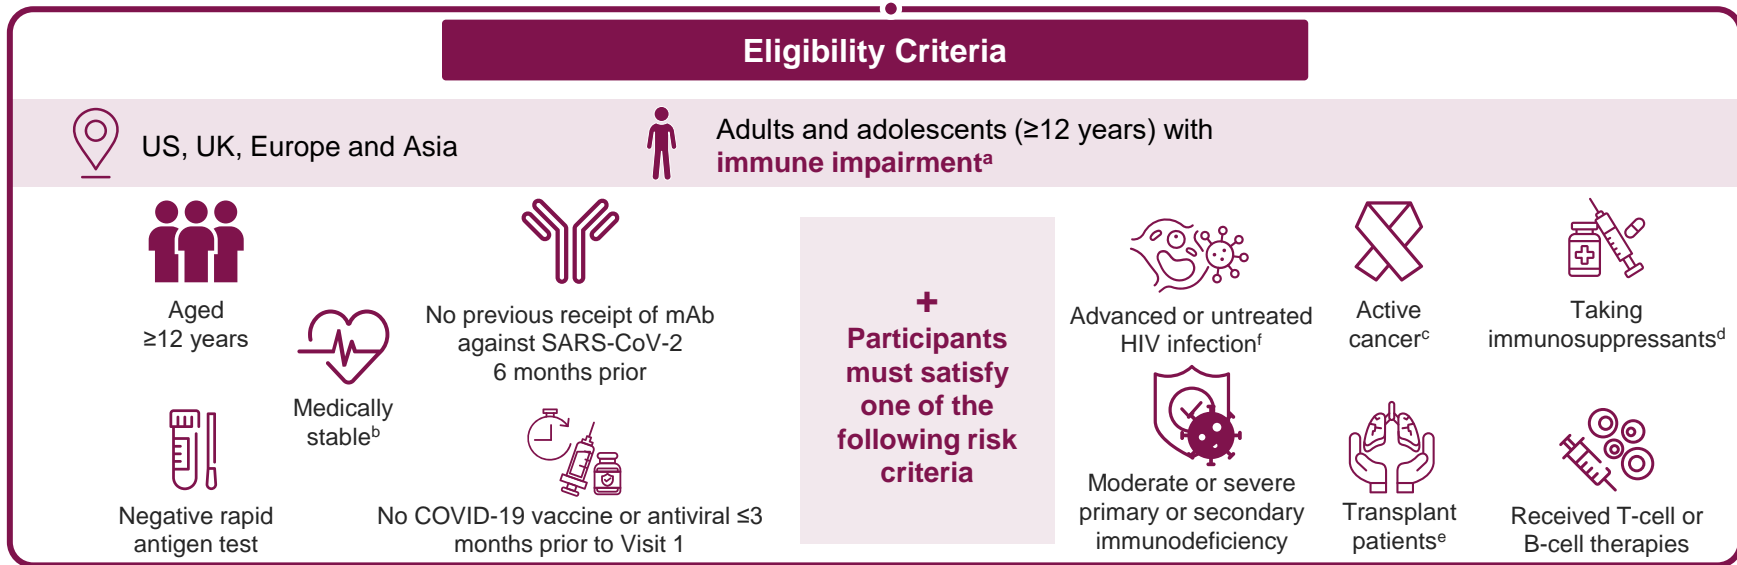 Eligibility Criteria
US, UK, Europe and Asia
Adults and adolescents (≥12 years) with
immune impairmentᵃ
Aged
≥12 years
Medically
stableᵇ
No previous receipt of mAb
against SARS-CoV-2
6 months prior
Negative rapid
antigen test
No COVID-19 vaccine or antiviral ≤3
months prior to Visit 1
+
Participants
must satisfy
one of the
following risk
criteria
Advanced or untreated
HIV infectionᶠ
Active
cancerᶜ
Taking
immunosuppressantsᵈ
Moderate or severe
primary or secondary
immunodeficiency
Transplant
patientsᵉ
Received T-cell or
B-cell therapies